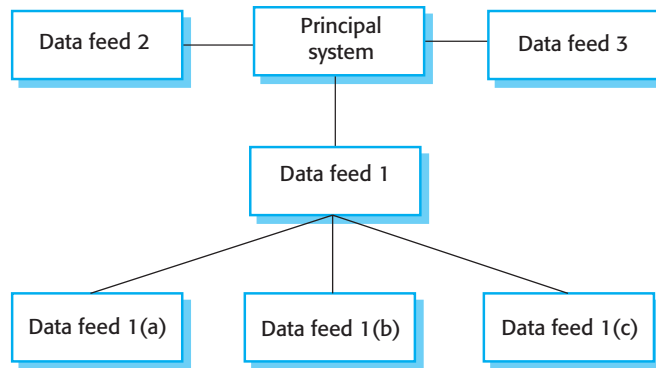 Data feed 2
Principal
system
Data feed 3
Data feed 1
Data feed 1(a)
Data feed 1(b)
Data feed 1(c)